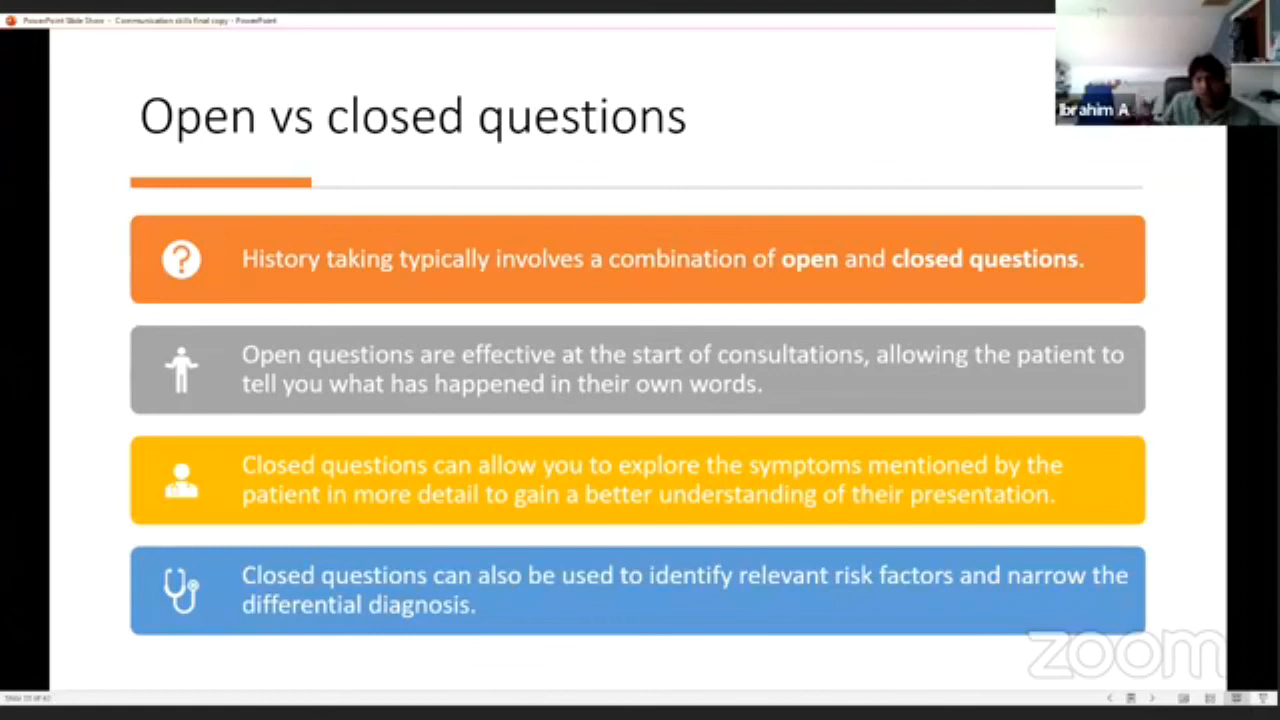 PowerPoint Slide Show - Communication skills final copy - PowerPoint
Ibrahim A
Open vs closed questions
History taking typically involves a combination of open and closed questions.
Open questions are effective at the start of consultations, allowing the patient to
tell you what has happened in their own words.
Closed questions can allow you to explore the symptoms mentioned by the
patient in more detail to gain a better understanding of their presentation.
Closed questions can also be used to identify relevant risk factors and narrow the
differential diagnosis.
zoom